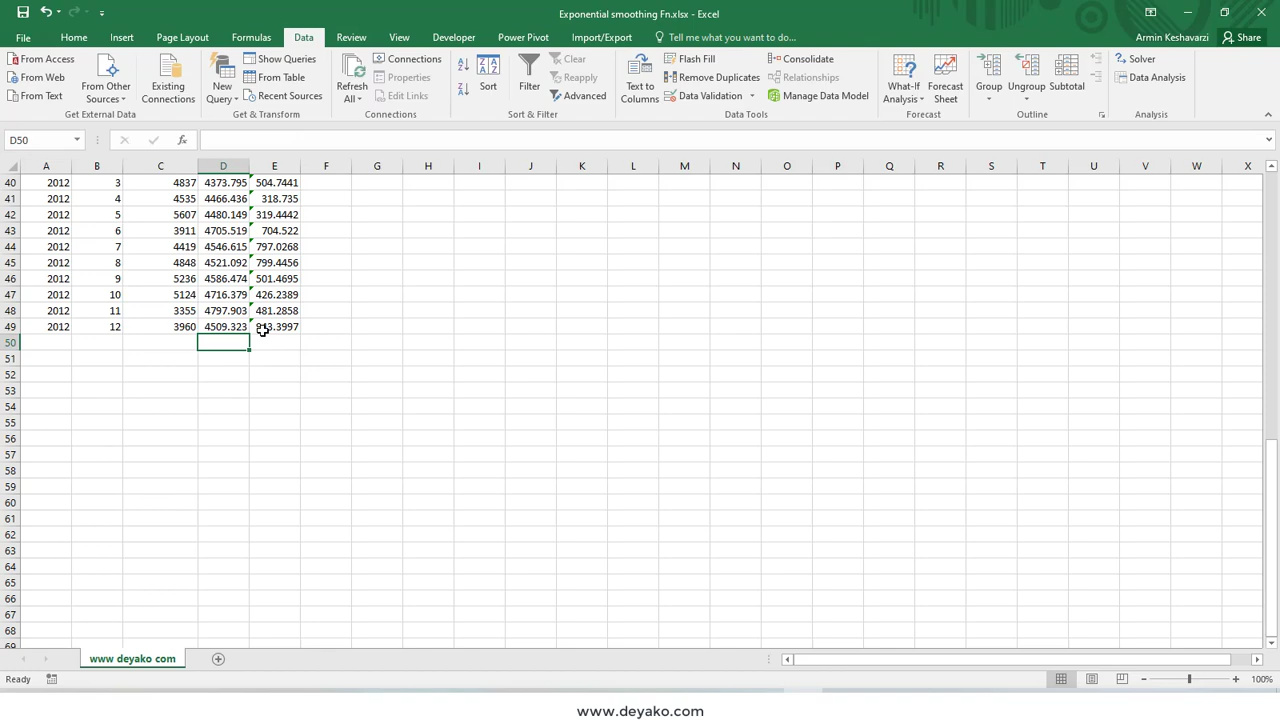 Exponential smoothing Fn.xlsx - Excel
File Home Insert Page Layout Formulas Data Review View Developer Power Pivot Import/Export Tell me what you want to do... Armin Keshavarzi Share
From Access
From Web
From Text
From Other Sources
Existing Connections
Get External Data
New Query
Show Queries
From Table
Recent Sources
Get & Transform
Refresh All
Connections
Properties
Edit Links
Connections
Sort
Filter
Clear
Reapply
Advanced
Sort & Filter
Text to Columns
Flash Fill
Remove Duplicates
Data Validation
Consolidate
Relationships
Manage Data Model
Data Tools
What-If Analysis
Forecast Sheet
Forecast
Group
Ungroup
Subtotal
Outline
Solver
Data Analysis
Analysis
D50 fx
A B C D E F G H I J K L M N O P Q R S T U V W X
40 2012 3 4837 4373.795 504.7441
41 2012 4 4535 4466.436 318.735
42 2012 5 5607 4480.149 319.4442
43 2012 6 3911 4705.519 704.522
44 2012 7 4419 4546.615 797.0268
45 2012 8 4848 4521.092 799.4456
46 2012 9 5236 4586.474 501.4695
47 2012 10 5124 4716.379 426.2389
48 2012 11 3355 4797.903 481.2858
49 2012 12 3960 4509.323
50
51
52
53
54
55
56
57
58
59
60
61
62
63
64
65
66
67
68
69
www deyako com
Ready 100%
www.deyako.com